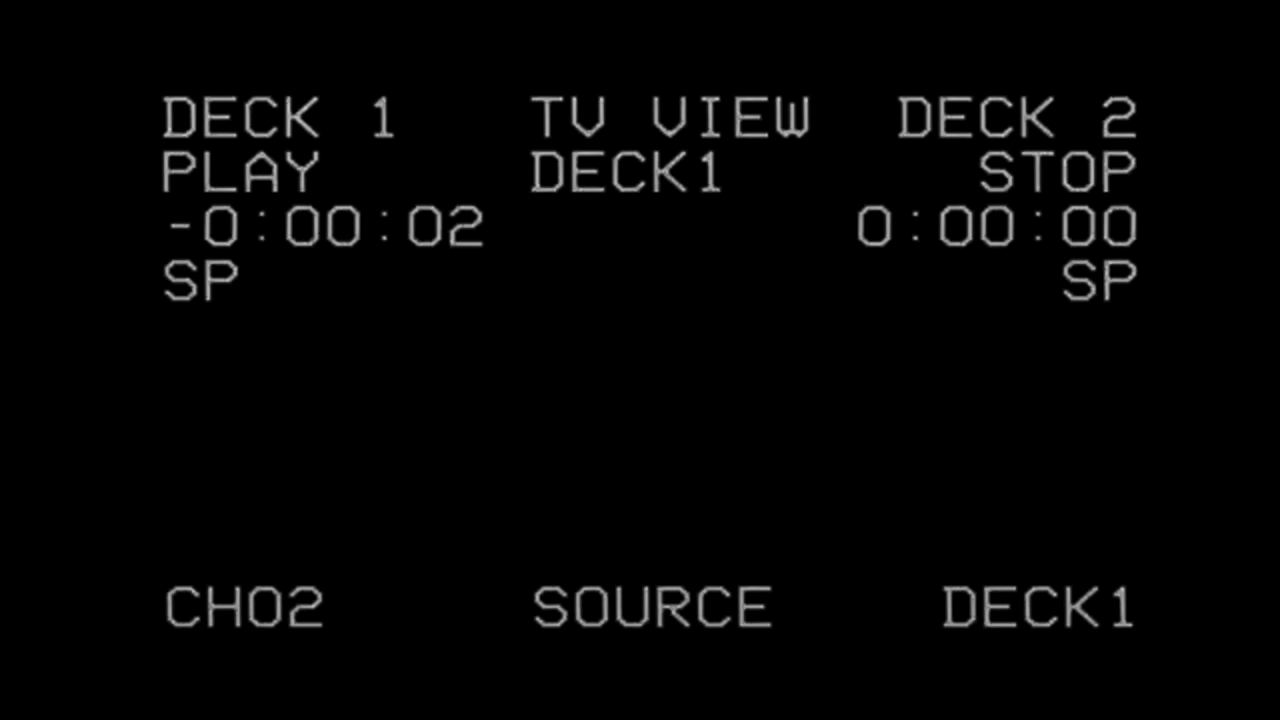 DECK 1 TV VIEW DECK 2
PLAY DECK1 STOP
-0:00:02 0:00:00
SP SP
CH02 SOURCE DECK1